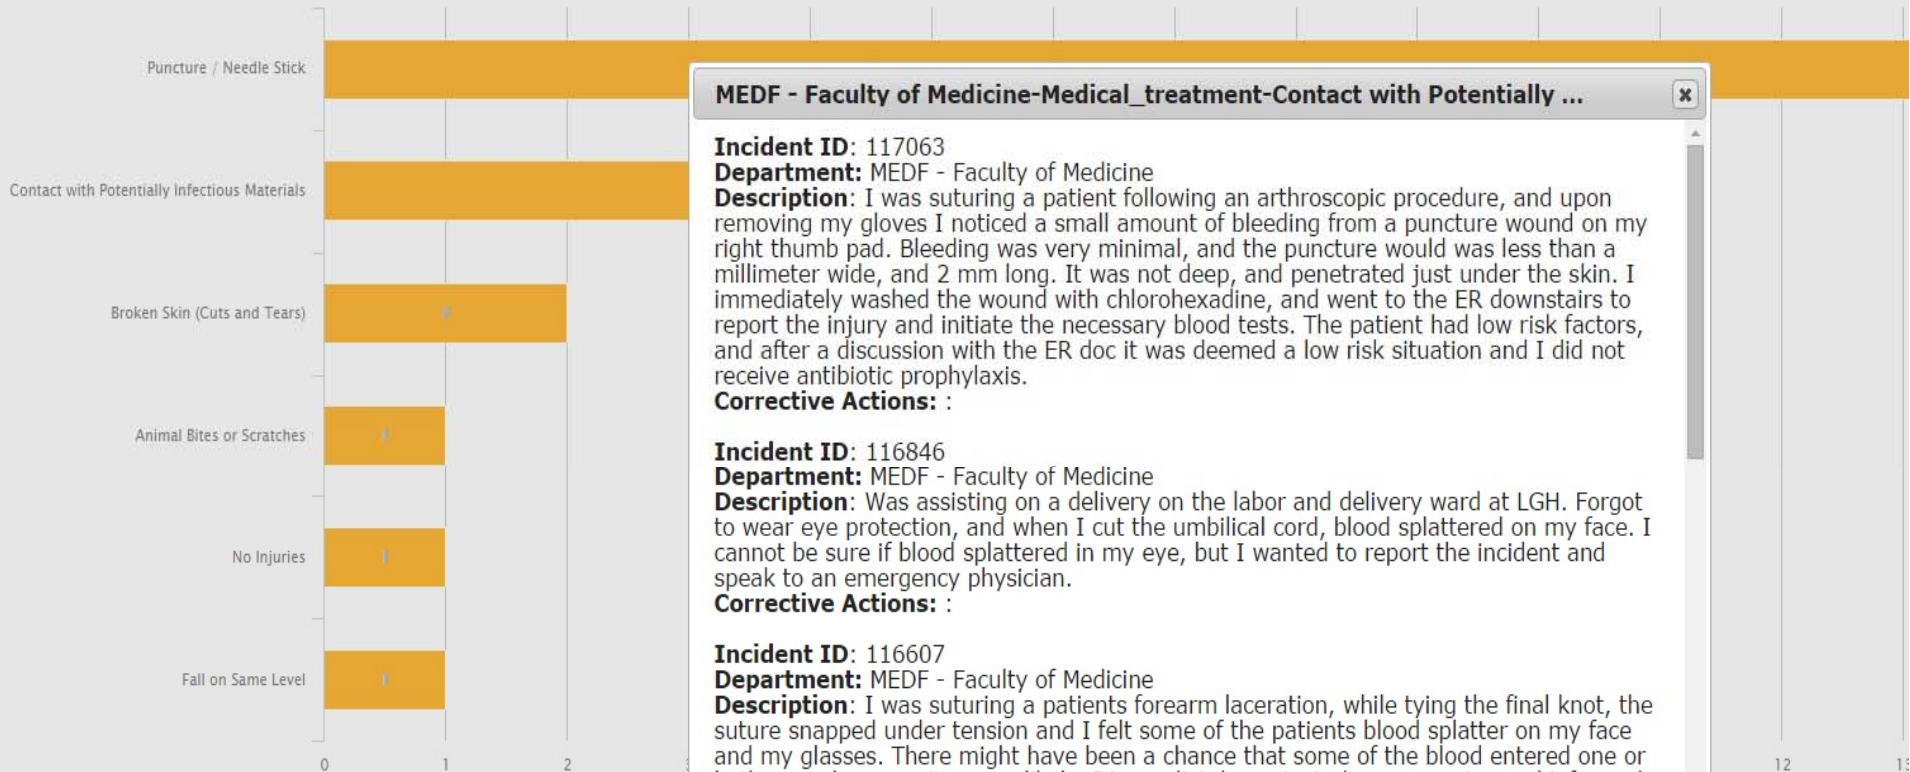 Puncture / Needle Stick
Contact with Potentially Infectious Materials
Broken Skin (Cuts and Tears)
Animal Bites or Scratches
No Injuries
Fall on Same Level
0 1 2 12
MEDF - Faculty of Medicine-Medical_treatment-Contact with Potentially ...
Incident ID: 117063
Department: MEDF - Faculty of Medicine
Description: I was suturing a patient following an arthroscopic procedure, and upon
removing my gloves I noticed a small amount of bleeding from a puncture wound on my
right thumb pad. Bleeding was very minimal, and the puncture would was less than a
millimeter wide, and 2 mm long. It was not deep, and penetrated just under the skin. I
immediately washed the wound with chlorohexadine, and went to the ER downstairs to
report the injury and initiate the necessary blood tests. The patient had low risk factors,
and after a discussion with the ER doc it was deemed a low risk situation and I did not
receive antibiotic prophylaxis.
Corrective Actions: :
Incident ID: 116846
Department: MEDF - Faculty of Medicine
Description: Was assisting on a delivery on the labor and delivery ward at LGH. Forgot
to wear eye protection, and when I cut the umbilical cord, blood splattered on my face. I
cannot be sure if blood splattered in my eye, but I wanted to report the incident and
speak to an emergency physician.
Corrective Actions: :
Incident ID: 116607
Department: MEDF - Faculty of Medicine
Description: I was suturing a patients forearm laceration, while tying the final knot, the
suture snapped under tension and I felt some of the patients blood splatter on my face
and my glasses. There might have been a chance that some of the blood entered one or